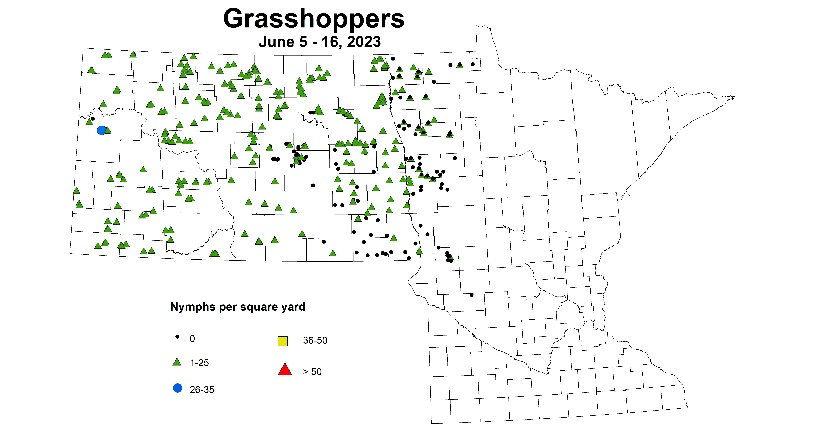 Grasshoppers
June 5 - 16, 2023
Nymphs per square yard
0
1-25
26-35
36-50
> 50